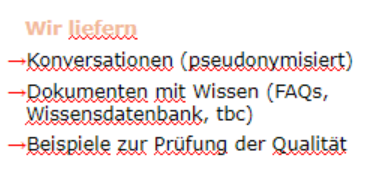 Wir liefern
→Konversationen (pseudonymisiert)
→Dokumenten mit Wissen (FAQs,
Wissensdatenbank, tbc)
→Beispiele zur Prüfung der Qualität